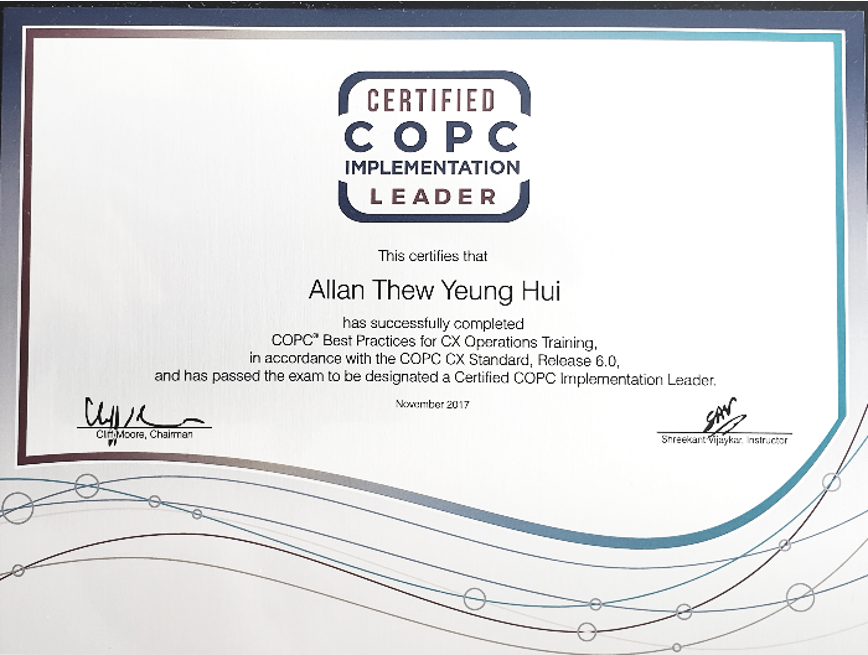 CERTIFIED
COPC
IMPLEMENTATION
LEADER
This certifies that
Allan Thew Yeung Hui
has successfully completed
COPC® Best Practices for CX Operations Training,
in accordance with the COPC CX Standard, Release 6.0,
and has passed the exam to be designated a Certified COPC Implementation Leader.
November 2017
Cliff Moore, Chairman
Shreekant Vijaykar, Instructor